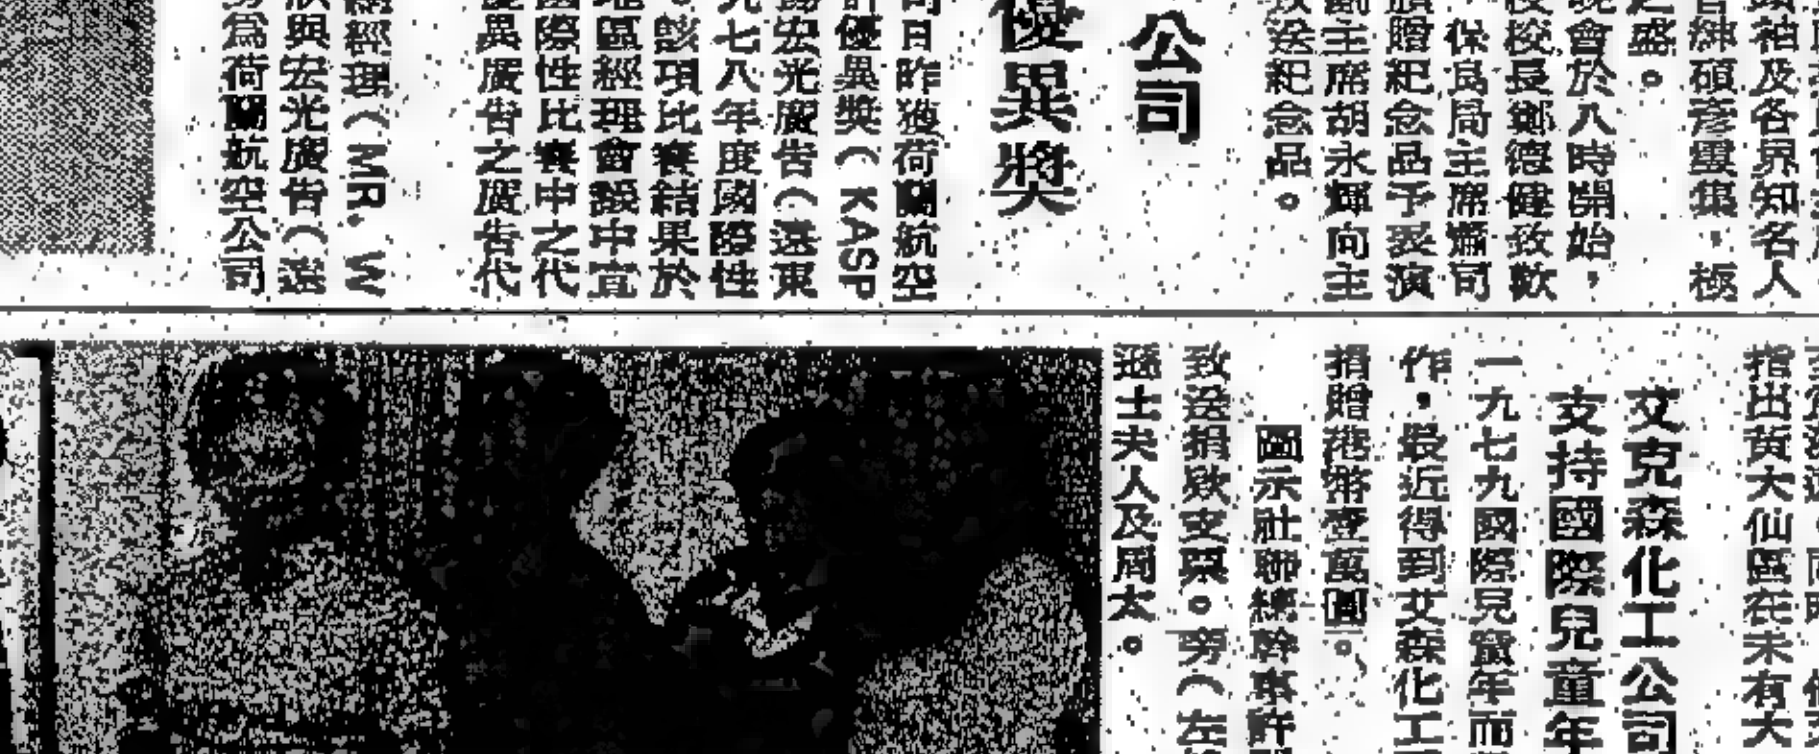 領袖及各界知名人
紳碩彥雲集，極
之盛。
晚會於八時開始，
校校長鄭德健致歡
保良局主席蕭司
頒贈紀念品予表演
副主席胡永輝向主
致送紀念品。
公司
優異獎
司日昨獲荷蘭航空
優異獎（KASP
宏光廣告（遠東
九七八年度國際性
。該項比賽結果於
地區經理會議中宣
國際性比賽中之代
優異廣告之廣告代
總經理（MR. W
與宏光廣告（遠
為荷蘭航空公司
指出黃大仙區在未有大
艾克森化工公司
支持國際兒童年
一九七九國際兒童年而
作，最近得到艾森化工
捐贈港幣壹萬圓。
圖示社聯總幹事許
致送捐款支票。旁（左
遜士夫人及周太。